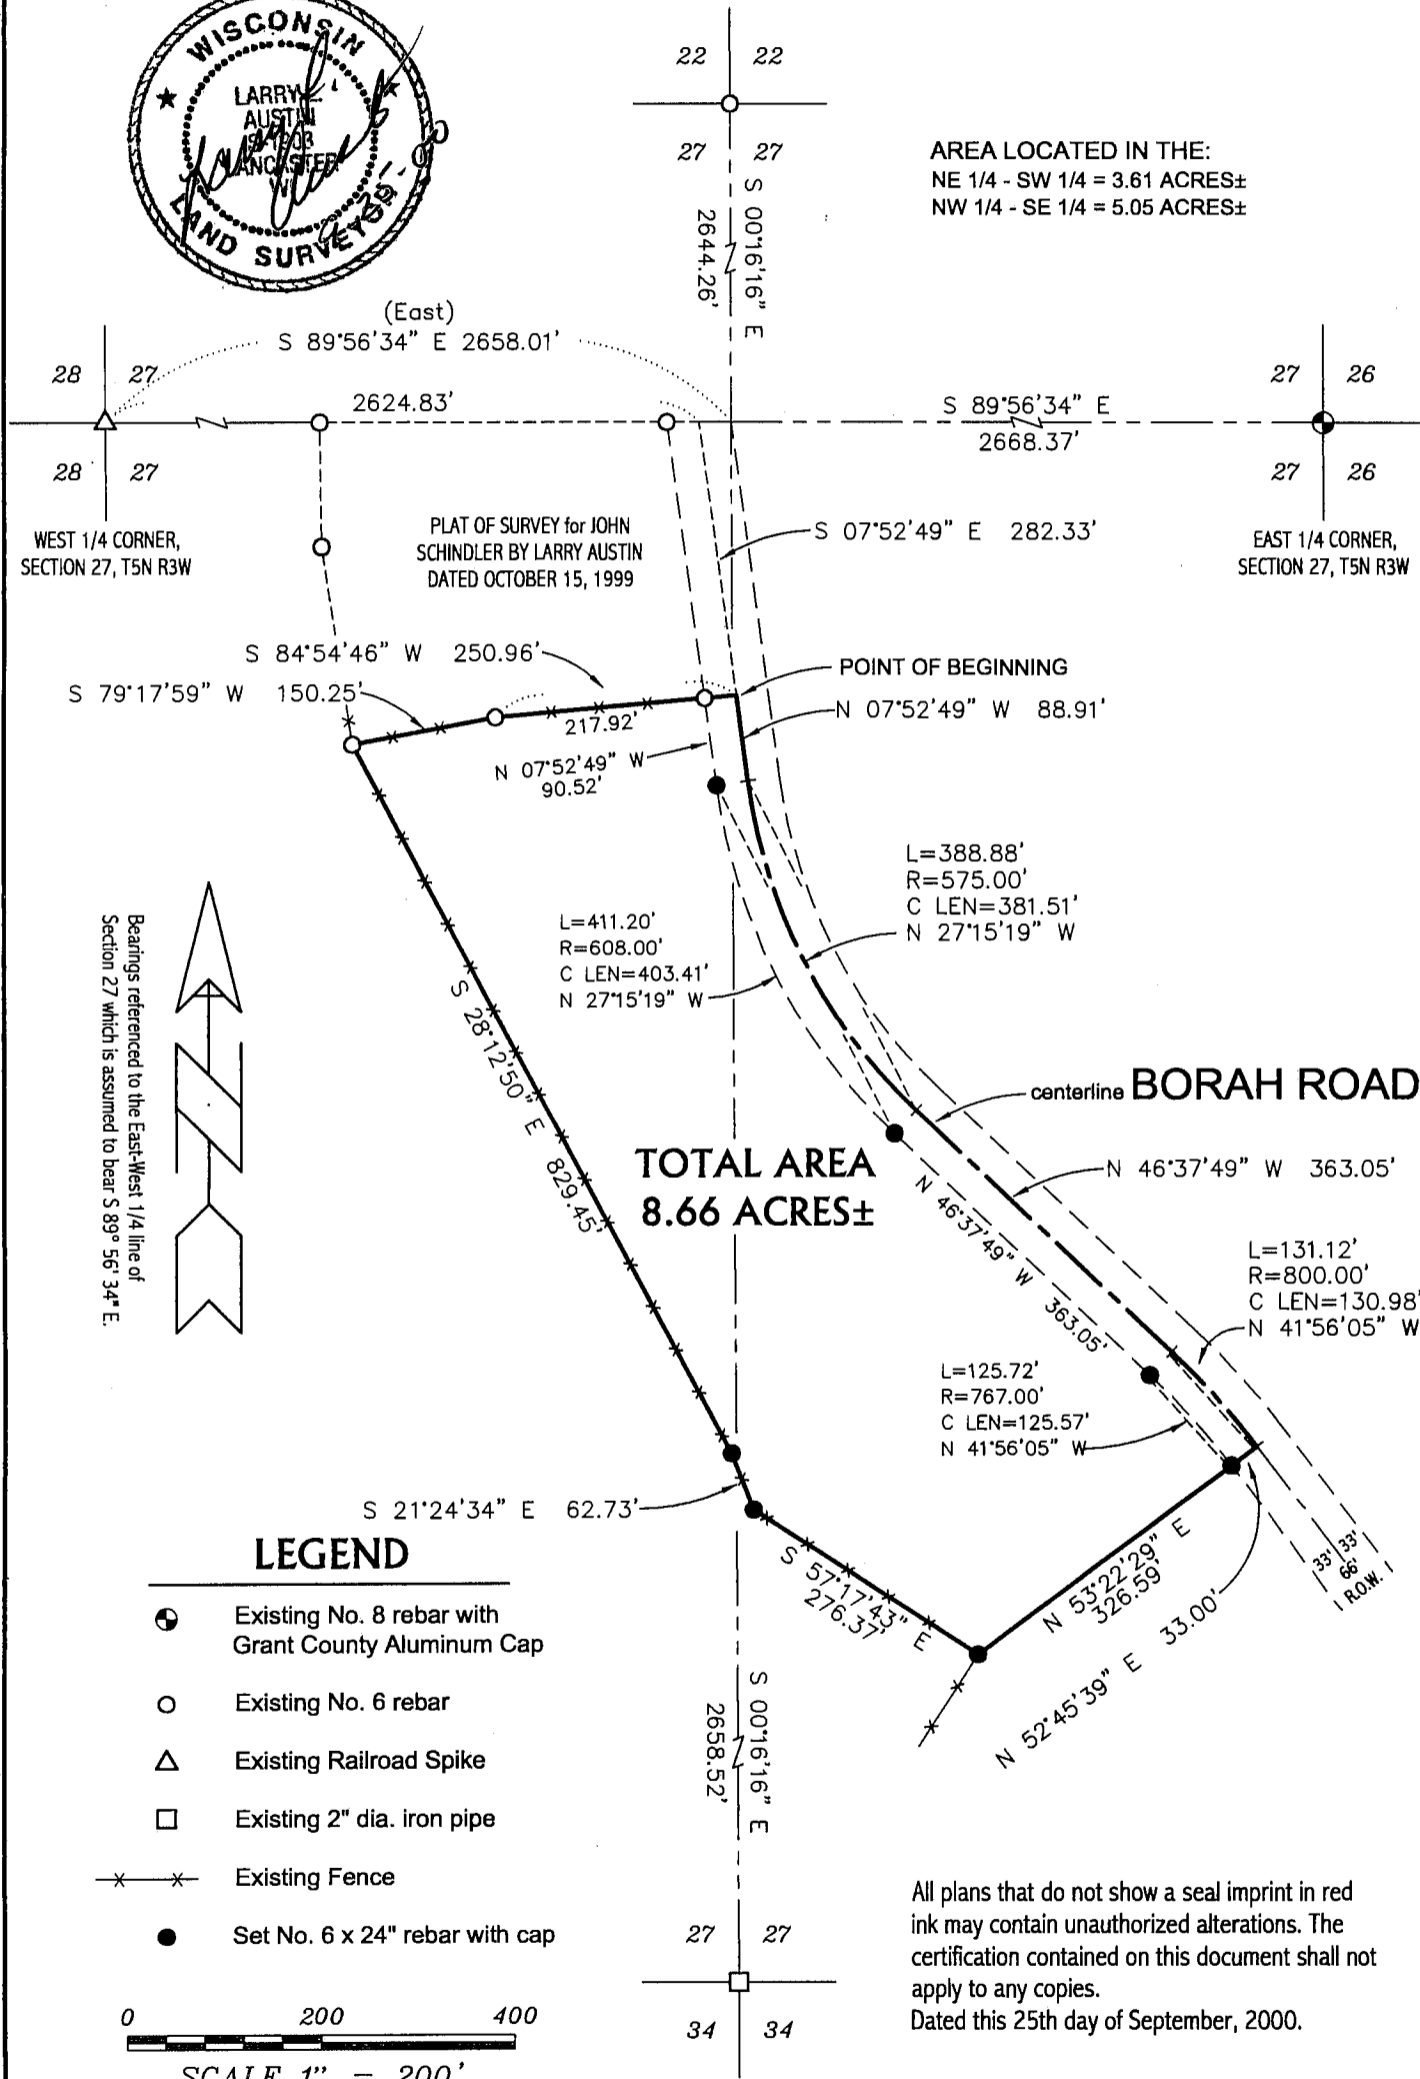 WISCONSIN
LARRY
AUSTIN
LANCASTER
LAND SURVEYOR
22 22
27 27
S 00°16'16" E
2644.26'
AREA LOCATED IN THE:
NE 1/4 - SW 1/4 = 3.61 ACRES±
NW 1/4 - SE 1/4 = 5.05 ACRES±
(East)
S 89°56'34" E 2658.01'
28 27
2624.83'
S 89°56'34" E
2668.37'
27 26
28 27
27 26
WEST 1/4 CORNER,
SECTION 27, T5N R3W
PLAT OF SURVEY for JOHN
SCHINDLER BY LARRY AUSTIN
DATED OCTOBER 15, 1999
S 07°52'49" E 282.33'
EAST 1/4 CORNER,
SECTION 27, T5N R3W
S 84°54'46" W 250.96'
S 79°17'59" W 150.25'
POINT OF BEGINNING
N 07°52'49" W 88.91'
217.92'
N 07°52'49" W
90.52'
L=388.88'
R=575.00'
C LEN=381.51'
N 27°15'19" W
L=411.20'
R=608.00'
C LEN=403.41'
N 27°15'19" W
Bearings referenced to the East-West 1/4 line of
Section 27 which is assumed to bear S 89° 56' 34" E.
S 28°12'50" E 829.45'
centerline BORAH ROAD
TOTAL AREA
8.66 ACRES±
N 46°37'49" W 363.05'
N 46°37'49" W 363.05'
L=131.12'
R=800.00'
C LEN=130.98'
N 41°56'05" W
L=125.72'
R=767.00'
C LEN=125.57'
N 41°56'05" W
S 21°24'34" E 62.73'
S 57°17'43" E
276.37'
N 53°22'29" E
326.59'
N 52°45'39" E 33.00'
33' 33'
66'
R.O.W.
LEGEND
Existing No. 8 rebar with
Grant County Aluminum Cap
Existing No. 6 rebar
Existing Railroad Spike
Existing 2" dia. iron pipe
Existing Fence
Set No. 6 x 24" rebar with cap
S 00°16'16" E
2658.52'
27 27
34 34
0 200 400
SCALE 1" = 200'
All plans that do not show a seal imprint in red
ink may contain unauthorized alterations. The
certification contained on this document shall not
apply to any copies.
Dated this 25th day of September, 2000.